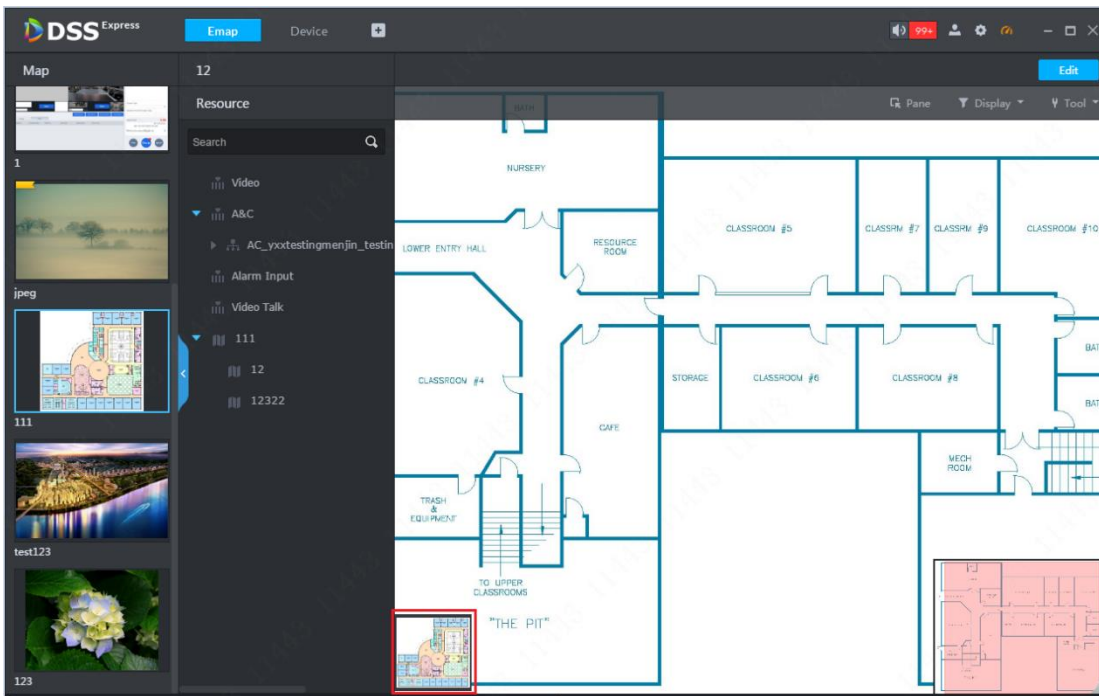 DSS Express
Emap
Device
99+
Map
12
Edit
Resource
Pane
Display
Tool
Search
1
Video
A&C
AC_yxxtestingmenjin_testin
Alarm Input
Video Talk
111
12
12322
jpeg
111
test123
123
NURSERY
LOWER ENTRY HALL
RESOURCE
ROOM
CLASSROOM #5
CLASSRM #7
CLASSRM #9
CLASSROOM #10
CLASSROON #4
STORAGE
CLASSROOM #6
CLASSROOM #8
BAT
BAT
CAFE
MECH
ROOM
TRASH
&
EQUIPMENT
TO UPPER
CLASSROOMS
"THE PIT"